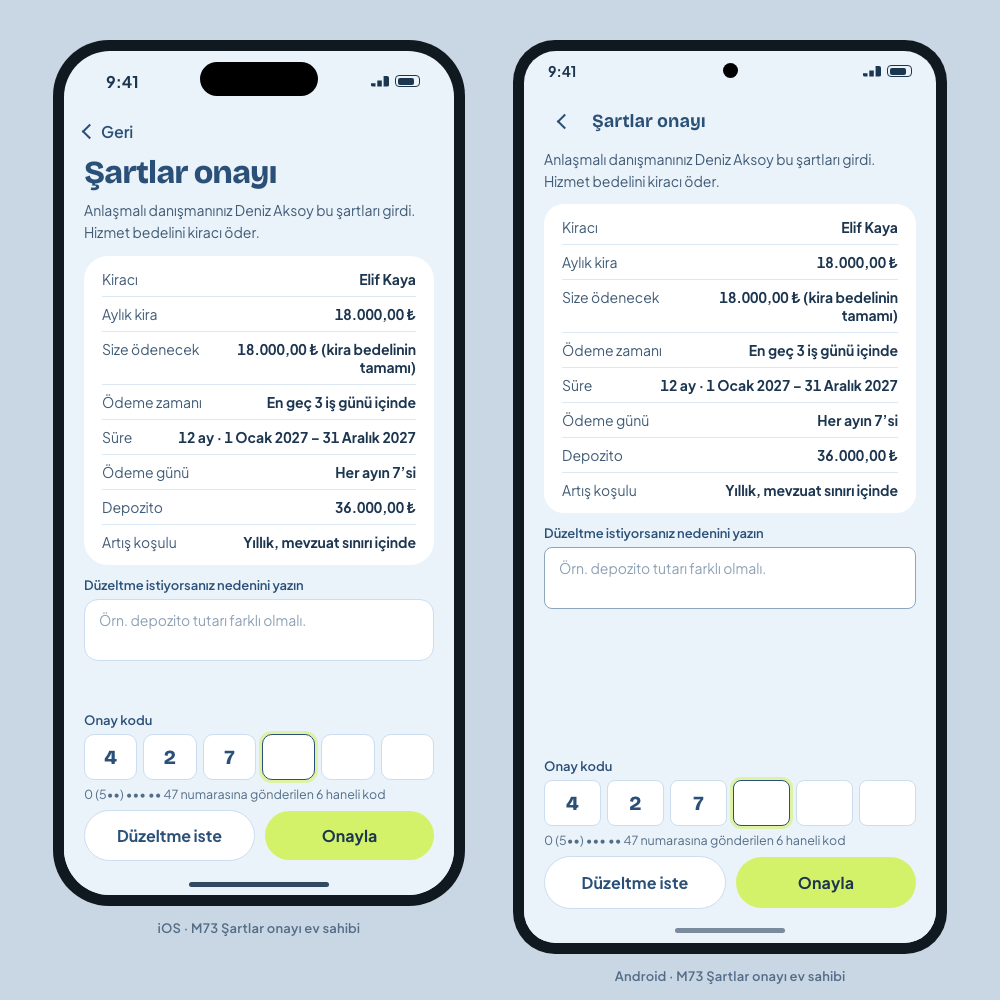 9:41
Geri
Şartlar onayı
Anlaşmalı danışmanınız Deniz Aksoy bu şartları girdi.
Hizmet bedelini kiracı öder.
Kiracı Elif Kaya
Aylık kira 18.000,00 ₺
Size ödenecek 18.000,00 ₺ (kira bedelinin
tamamı)
Ödeme zamanı En geç 3 iş günü içinde
Süre 12 ay · 1 Ocak 2027 – 31 Aralık 2027
Ödeme günü Her ayın 7’si
Depozito 36.000,00 ₺
Artış koşulu Yıllık, mevzuat sınırı içinde
Düzeltme istiyorsanız nedenini yazın
Örn. depozito tutarı farklı olmalı.
Onay kodu
4 2 7
0 (5••) ••• •• 47 numarasına gönderilen 6 haneli kod
Düzeltme iste Onayla
iOS · M73 Şartlar onayı ev sahibi
9:41
Şartlar onayı
Anlaşmalı danışmanınız Deniz Aksoy bu şartları girdi.
Hizmet bedelini kiracı öder.
Kiracı Elif Kaya
Aylık kira 18.000,00 ₺
Size ödenecek 18.000,00 ₺ (kira bedelinin
tamamı)
Ödeme zamanı En geç 3 iş günü içinde
Süre 12 ay · 1 Ocak 2027 – 31 Aralık 2027
Ödeme günü Her ayın 7’si
Depozito 36.000,00 ₺
Artış koşulu Yıllık, mevzuat sınırı içinde
Düzeltme istiyorsanız nedenini yazın
Örn. depozito tutarı farklı olmalı.
Onay kodu
4 2 7
0 (5••) ••• •• 47 numarasına gönderilen 6 haneli kod
Düzeltme iste Onayla
Android · M73 Şartlar onayı ev sahibi